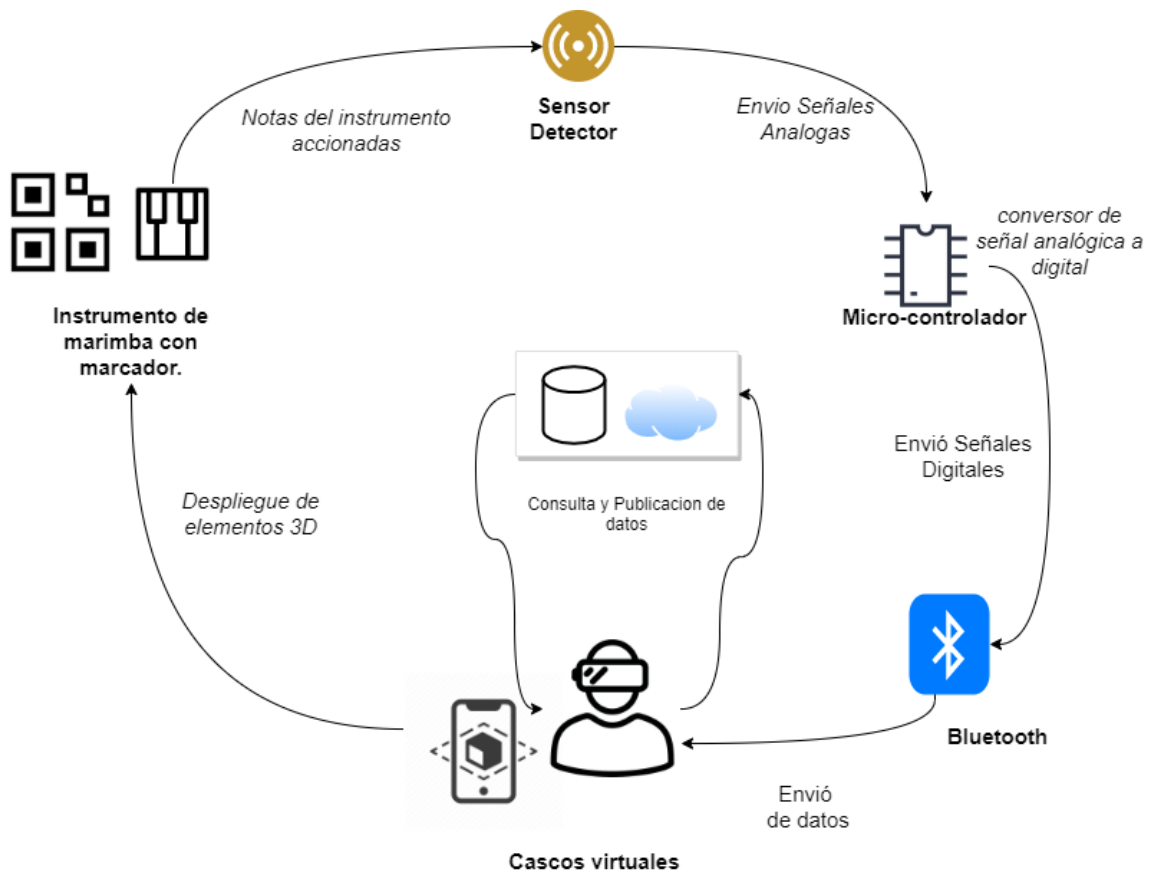 Sensor
Detector
Notas del instrumento
accionadas
Envio Señales
Analogas
conversor de
señal analógica a
digital
Instrumento de
marimba con
marcador.
Micro-controlador
Envió Señales
Digitales
Despliegue de
elementos 3D
Consulta y Publicacion de
datos
Bluetooth
Envió
de datos
Cascos virtuales